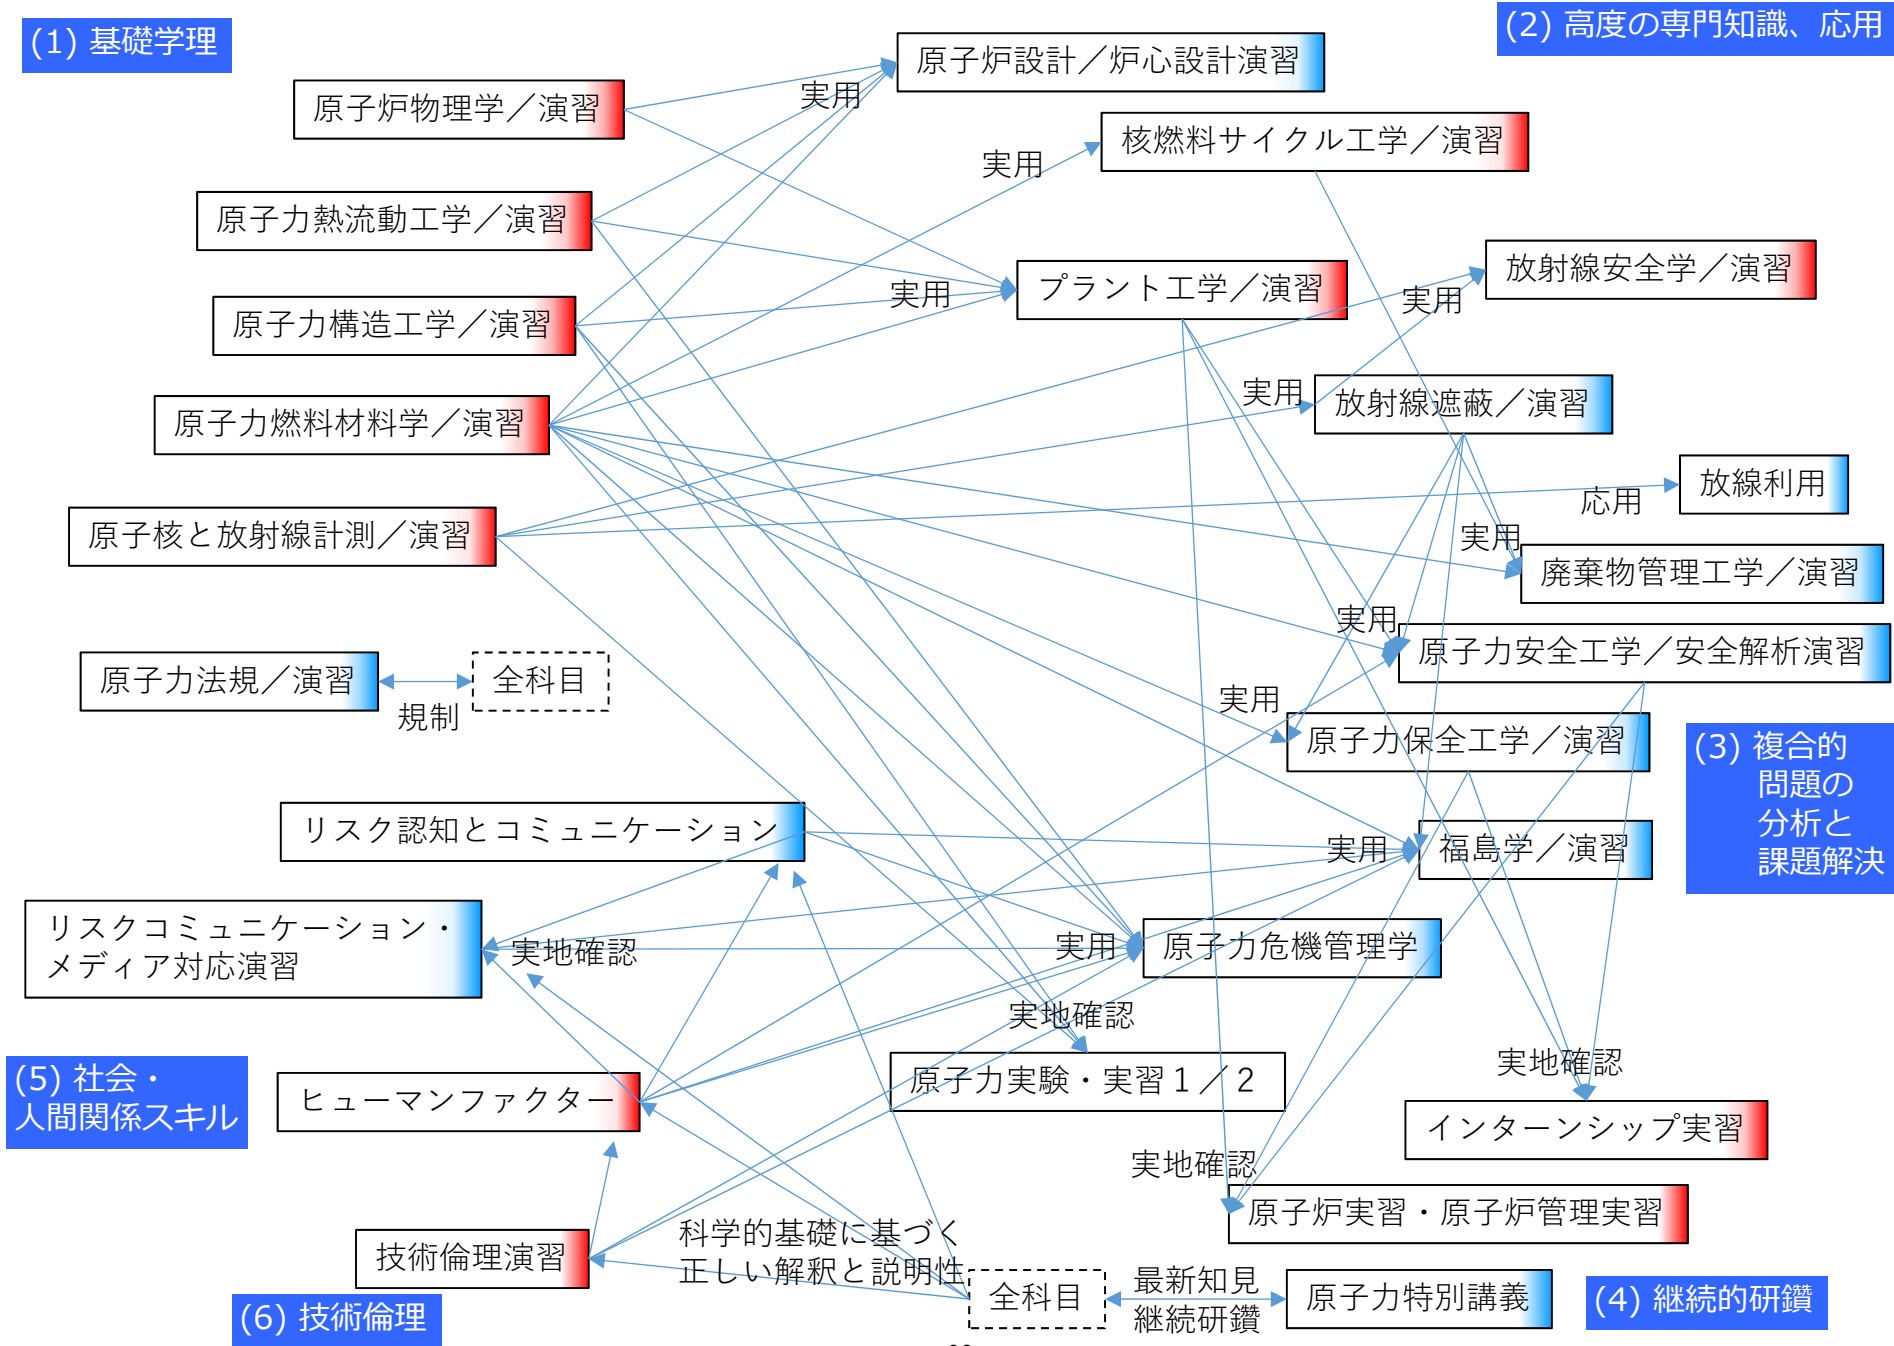 (1) 基礎学理
(2) 高度の専門知識、応用
原子炉設計／炉心設計演習
原子炉物理学／演習
実用
核燃料サイクル工学／演習
実用
原子力熱流動工学／演習
放射線安全学／演習
プラント工学／演習
実用
実用
原子力構造工学／演習
実用
放射線遮蔽／演習
原子力燃料材料学／演習
放線利用
応用
原子核と放射線計測／演習
実用
廃棄物管理工学／演習
実用
原子力安全工学／安全解析演習
原子力法規／演習
全科目
規制
実用
原子力保全工学／演習
(3) 複合的
問題の
分析と
課題解決
リスク認知とコミュニケーション
実用
福島学／演習
リスクコミュニケーション・
メディア対応演習
実地確認
実用
原子力危機管理学
実地確認
(5) 社会・
人間関係スキル
ヒューマンファクター
原子力実験・実習１／２
実地確認
インターンシップ実習
実地確認
原子炉実習・原子炉管理実習
技術倫理演習
科学的基礎に基づく
正しい解釈と説明性
全科目
最新知見
継続研鑽
原子力特別講義
(4) 継続的研鑽
(6) 技術倫理